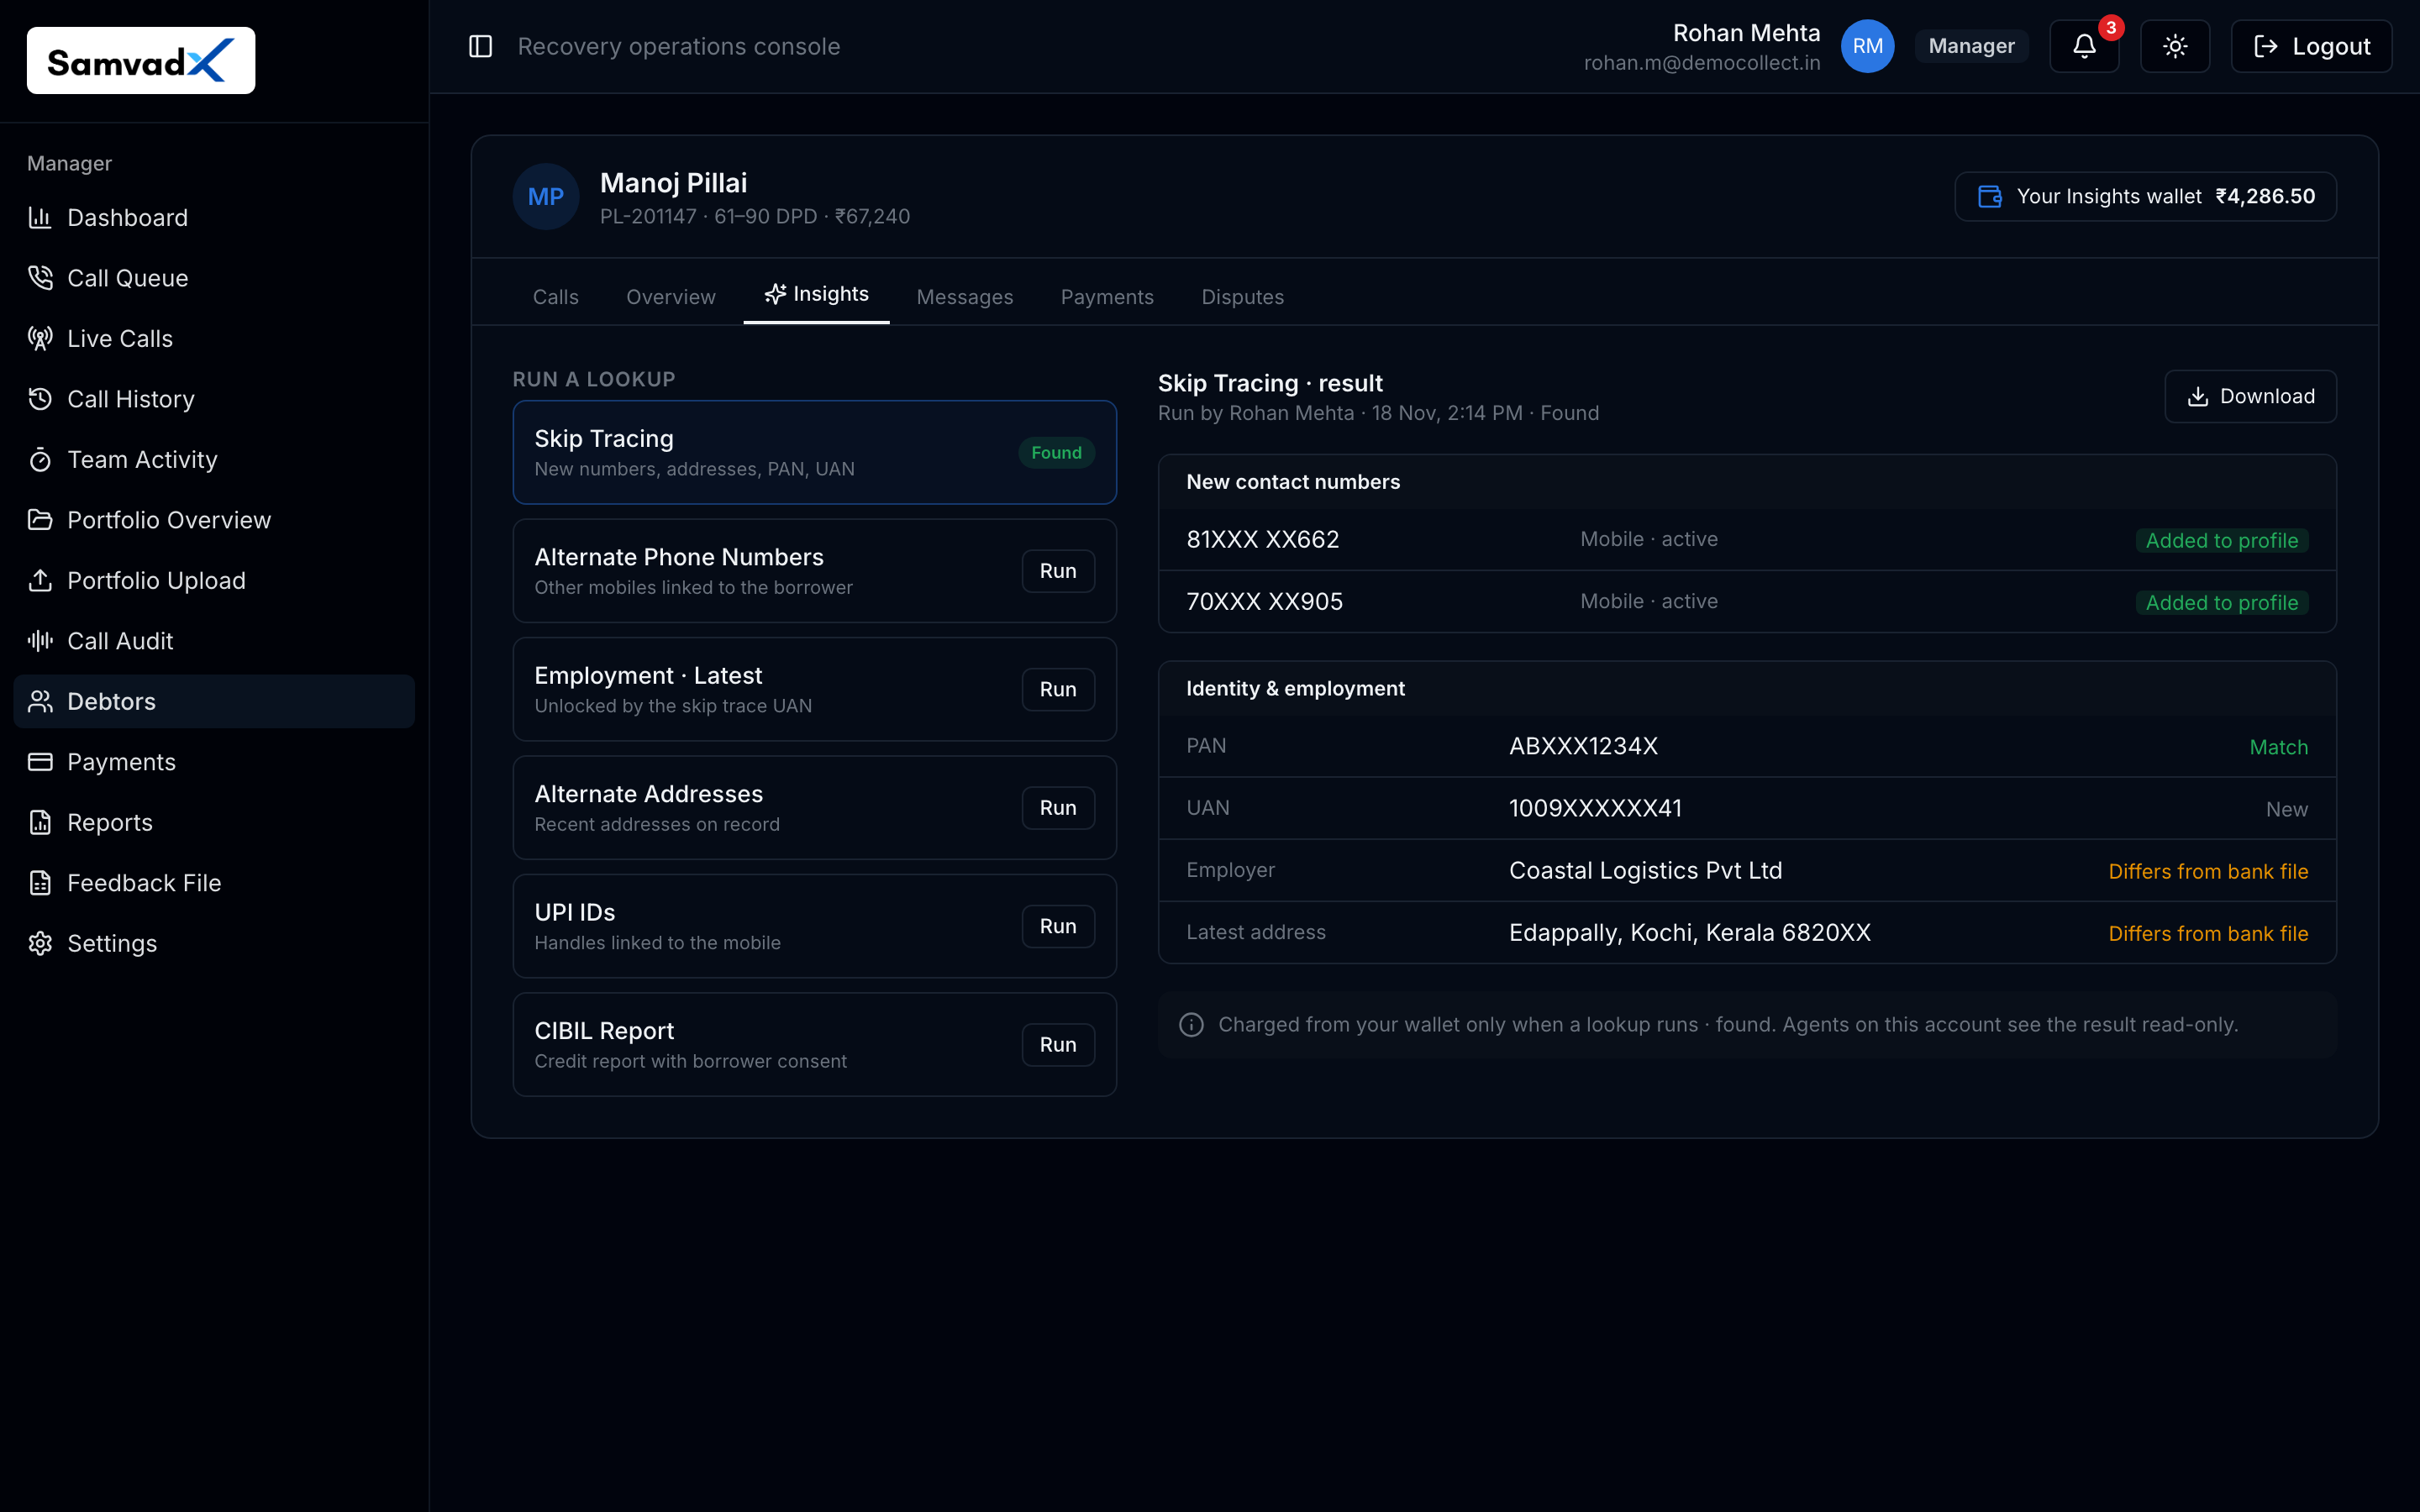 SamvadX
Manager
Dashboard
Call Queue
Live Calls
Call History
Team Activity
Portfolio Overview
Portfolio Upload
Call Audit
Debtors
Payments
Reports
Feedback File
Settings
Recovery operations console
Rohan Mehta
rohan.m@democollect.in
RM
Manager
3
Logout
MP
Manoj Pillai
PL-201147 · 61–90 DPD · ₹67,240
Your Insights wallet ₹4,286.50
Calls
Overview
Insights
Messages
Payments
Disputes
RUN A LOOKUP
Skip Tracing
New numbers, addresses, PAN, UAN
Found
Alternate Phone Numbers
Other mobiles linked to the borrower
Run
Employment · Latest
Unlocked by the skip trace UAN
Run
Alternate Addresses
Recent addresses on record
Run
UPI IDs
Handles linked to the mobile
Run
CIBIL Report
Credit report with borrower consent
Run
Skip Tracing · result
Run by Rohan Mehta · 18 Nov, 2:14 PM · Found
Download
New contact numbers
81XXX XX662 Mobile · active Added to profile
70XXX XX905 Mobile · active Added to profile
Identity & employment
PAN ABXXX1234X Match
UAN 1009XXXXXX41 New
Employer Coastal Logistics Pvt Ltd Differs from bank file
Latest address Edappally, Kochi, Kerala 6820XX Differs from bank file
Charged from your wallet only when a lookup runs · found. Agents on this account see the result read-only.